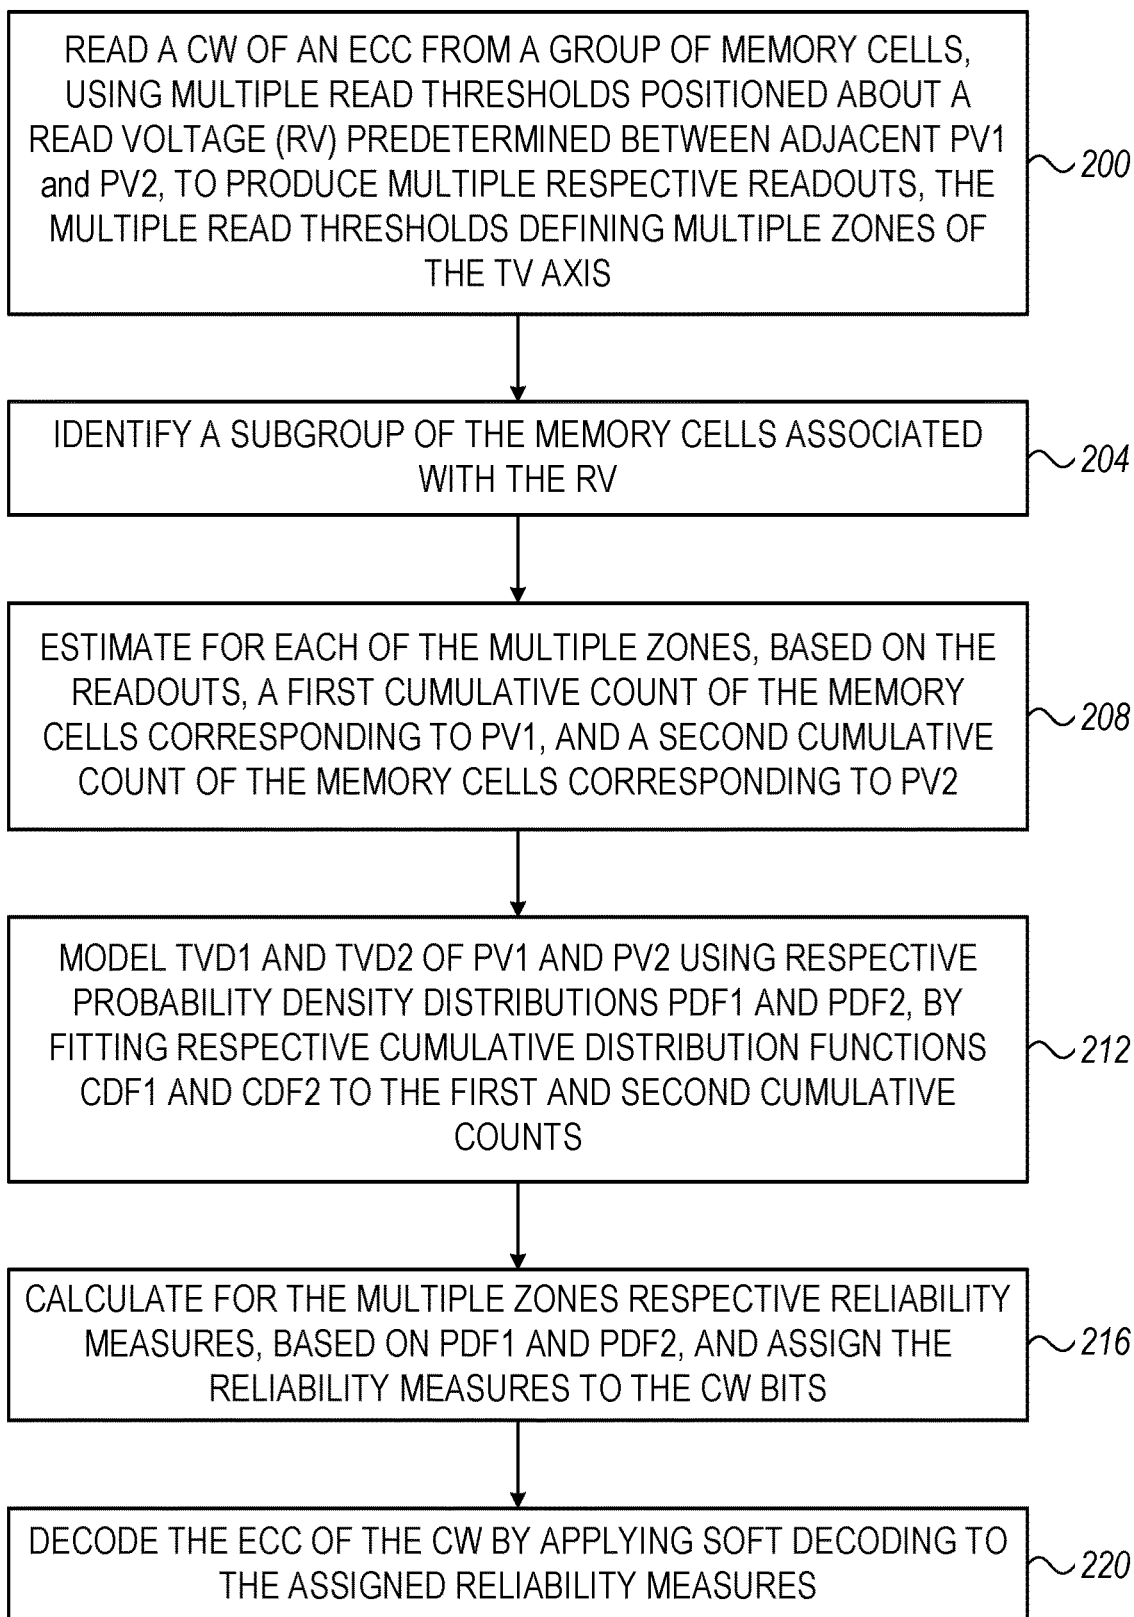 READ A CW OF AN ECC FROM A GROUP OF MEMORY CELLS,
USING MULTIPLE READ THRESHOLDS POSITIONED ABOUT A
READ VOLTAGE (RV) PREDETERMINED BETWEEN ADJACENT PV1
and PV2, TO PRODUCE MULTIPLE RESPECTIVE READOUTS, THE
MULTIPLE READ THRESHOLDS DEFINING MULTIPLE ZONES OF
THE TV AXIS
200
IDENTIFY A SUBGROUP OF THE MEMORY CELLS ASSOCIATED
WITH THE RV
204
ESTIMATE FOR EACH OF THE MULTIPLE ZONES, BASED ON THE
READOUTS, A FIRST CUMULATIVE COUNT OF THE MEMORY
CELLS CORRESPONDING TO PV1, AND A SECOND CUMULATIVE
COUNT OF THE MEMORY CELLS CORRESPONDING TO PV2
208
MODEL TVD1 AND TVD2 OF PV1 AND PV2 USING RESPECTIVE
PROBABILITY DENSITY DISTRIBUTIONS PDF1 AND PDF2, BY
FITTING RESPECTIVE CUMULATIVE DISTRIBUTION FUNCTIONS
CDF1 AND CDF2 TO THE FIRST AND SECOND CUMULATIVE
COUNTS
212
CALCULATE FOR THE MULTIPLE ZONES RESPECTIVE RELIABILITY
MEASURES, BASED ON PDF1 AND PDF2, AND ASSIGN THE
RELIABILITY MEASURES TO THE CW BITS
216
DECODE THE ECC OF THE CW BY APPLYING SOFT DECODING TO
THE ASSIGNED RELIABILITY MEASURES
220